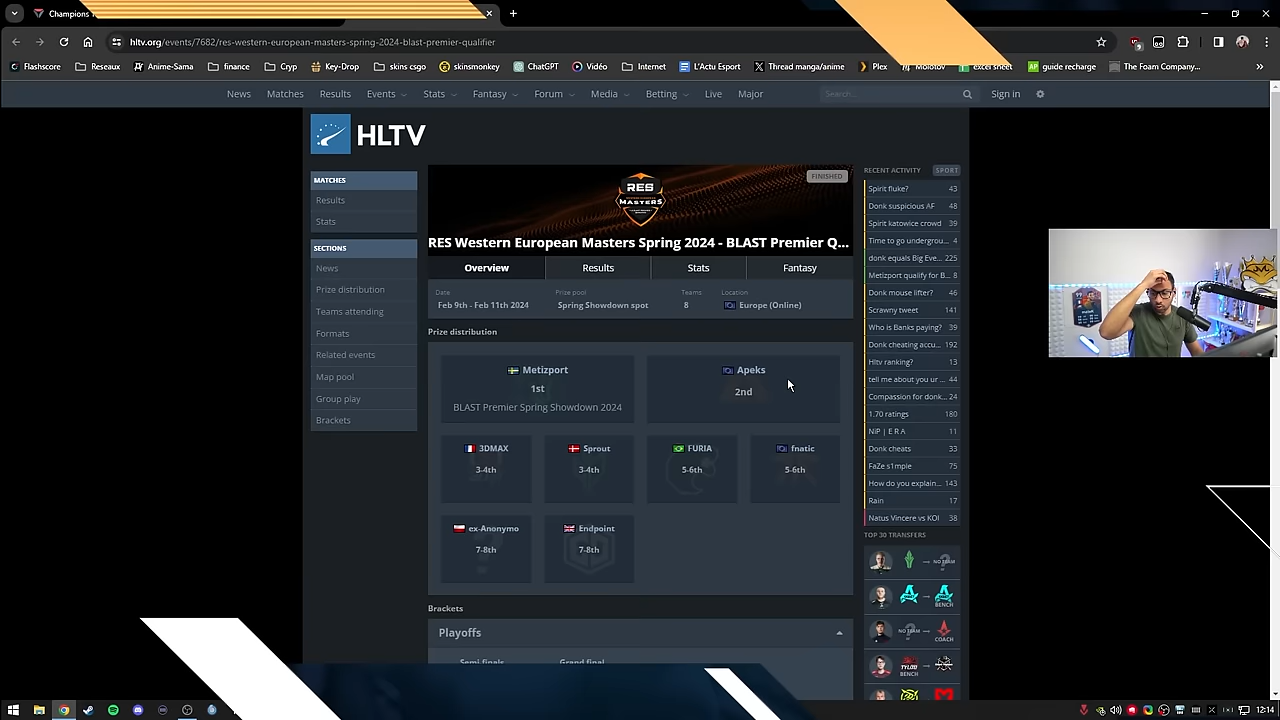 Champions
hltv.org/events/7682/res-western-european-masters-spring-2024-blast-premier-qualifier
Flashscore Reseaux Anime-Sama finance Cryp Key-Drop skins csgo skinsmonkey ChatGPT Vidéo Internet L'Actu Esport Thread manga/anime Plex Molotov excel sheet guide recharge The Foam Company...
News Matches Results Events Stats Fantasy Forum Media Betting Live Major Search... Sign in
HLTV
MATCHES
Results
Stats
SECTIONS
News
Prize distribution
Teams attending
Formats
Related events
Map pool
Group play
Brackets
FINISHED
RES
MASTERS
RES Western European Masters Spring 2024 - BLAST Premier Q...
Overview Results Stats Fantasy
Date Prize pool Teams Location
Feb 9th - Feb 11th 2024 Spring Showdown spot 8 Europe (Online)
Prize distribution
Metizport
1st
BLAST Premier Spring Showdown 2024
Apeks
2nd
3DMAX
3-4th
Sprout
3-4th
FURIA
5-6th
fnatic
5-6th
ex-Anonymo
7-8th
Endpoint
7-8th
Brackets
Playoffs
Semi-finals Grand final
RECENT ACTIVITY SPORT
Spirit fluke? 43
Donk suspicious AF 48
Spirit katowice crowd 39
Time to go undergrou... 4
donk equals Big Eve... 225
Metizport qualify for B... 8
Donk mouse lifter? 46
Scrawny tweet 141
Who is Banks paying? 39
Donk cheating accu... 192
Hltv ranking? 13
tell me about you ur ... 44
Compassion for donk... 24
1.70 ratings 180
NiP | E R A 11
Donk cheats 33
FaZe s1mple 75
How do you explain... 143
Rain 17
Natus Vincere vs KOI 38
TOP 30 TRANSFERS
NO TEAM
BENCH
NO TEAM
COACH
TYLOO
BENCH
12:14